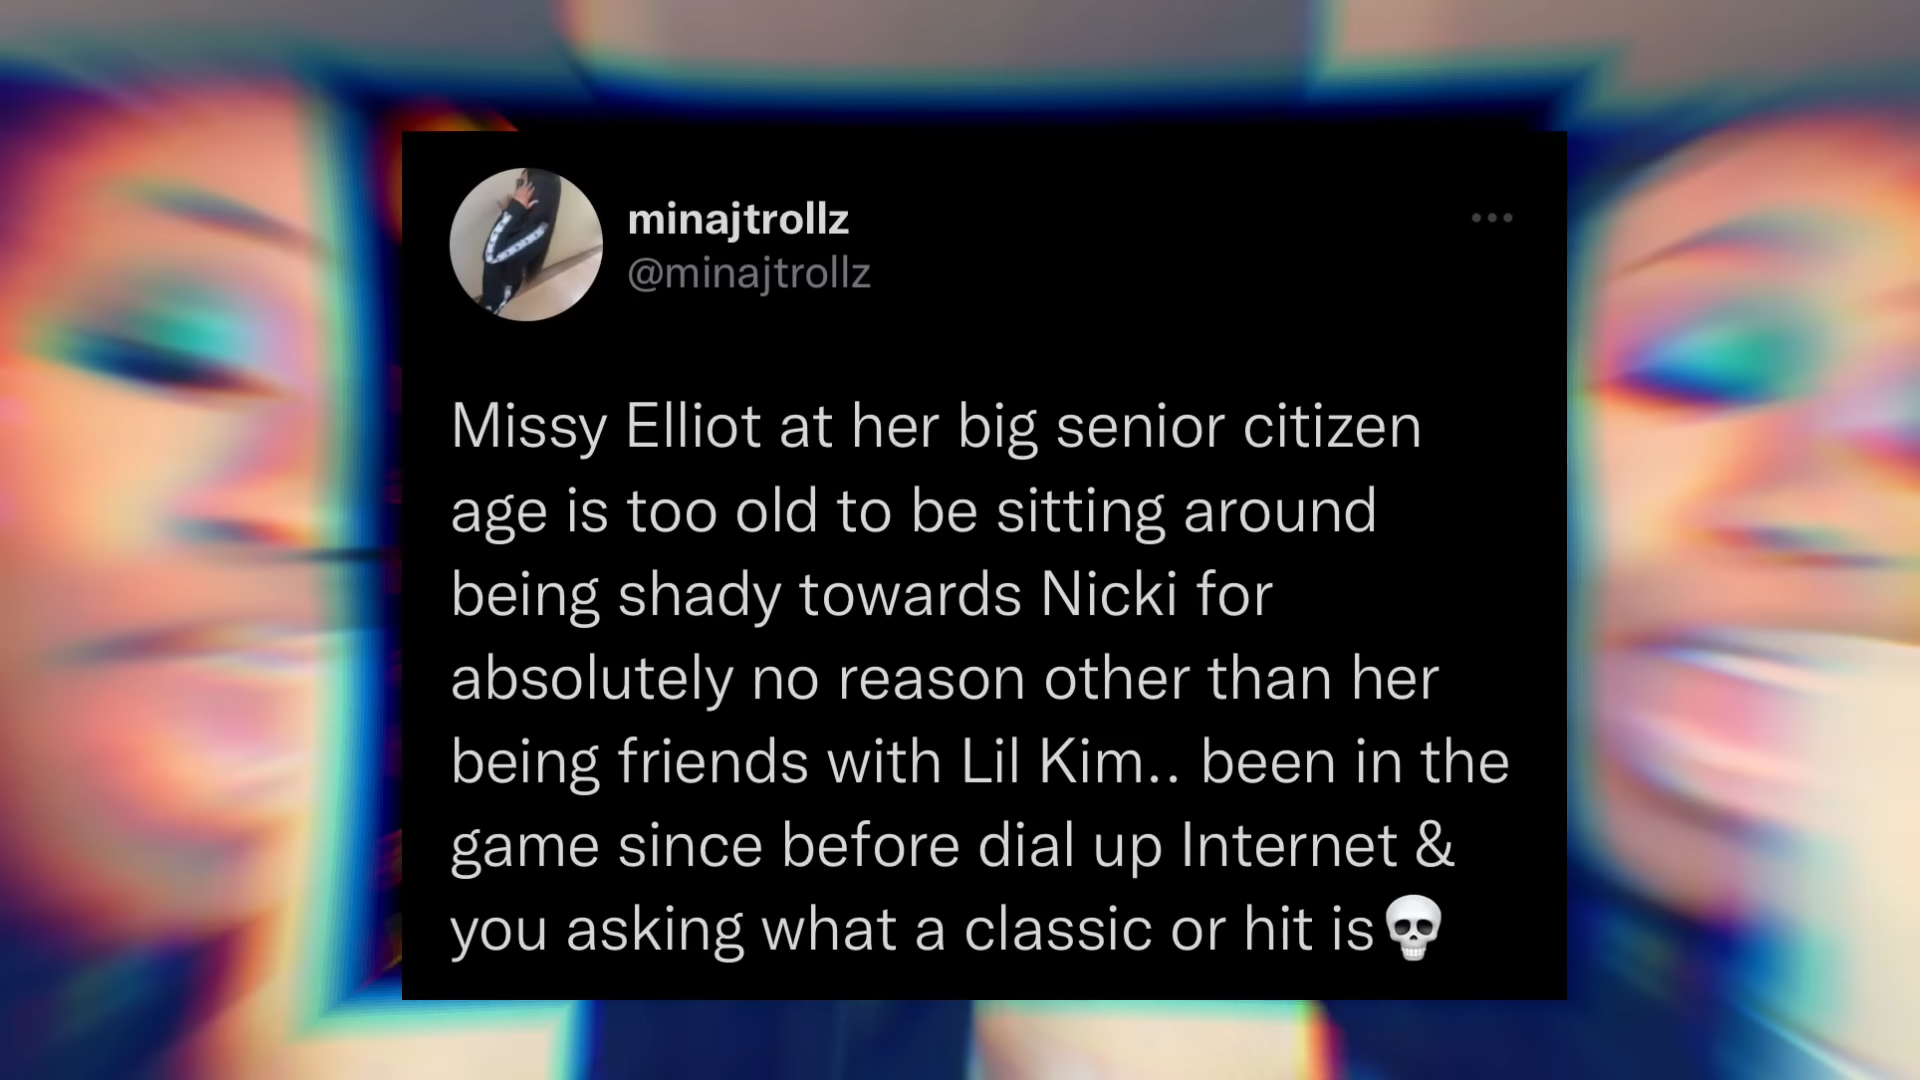 minajtrollz
@minajtrollz
Missy Elliot at her big senior citizen
age is too old to be sitting around
being shady towards Nicki for
absolutely no reason other than her
being friends with Lil Kim.. been in the
game since before dial up Internet &
you asking what a classic or hit is💀